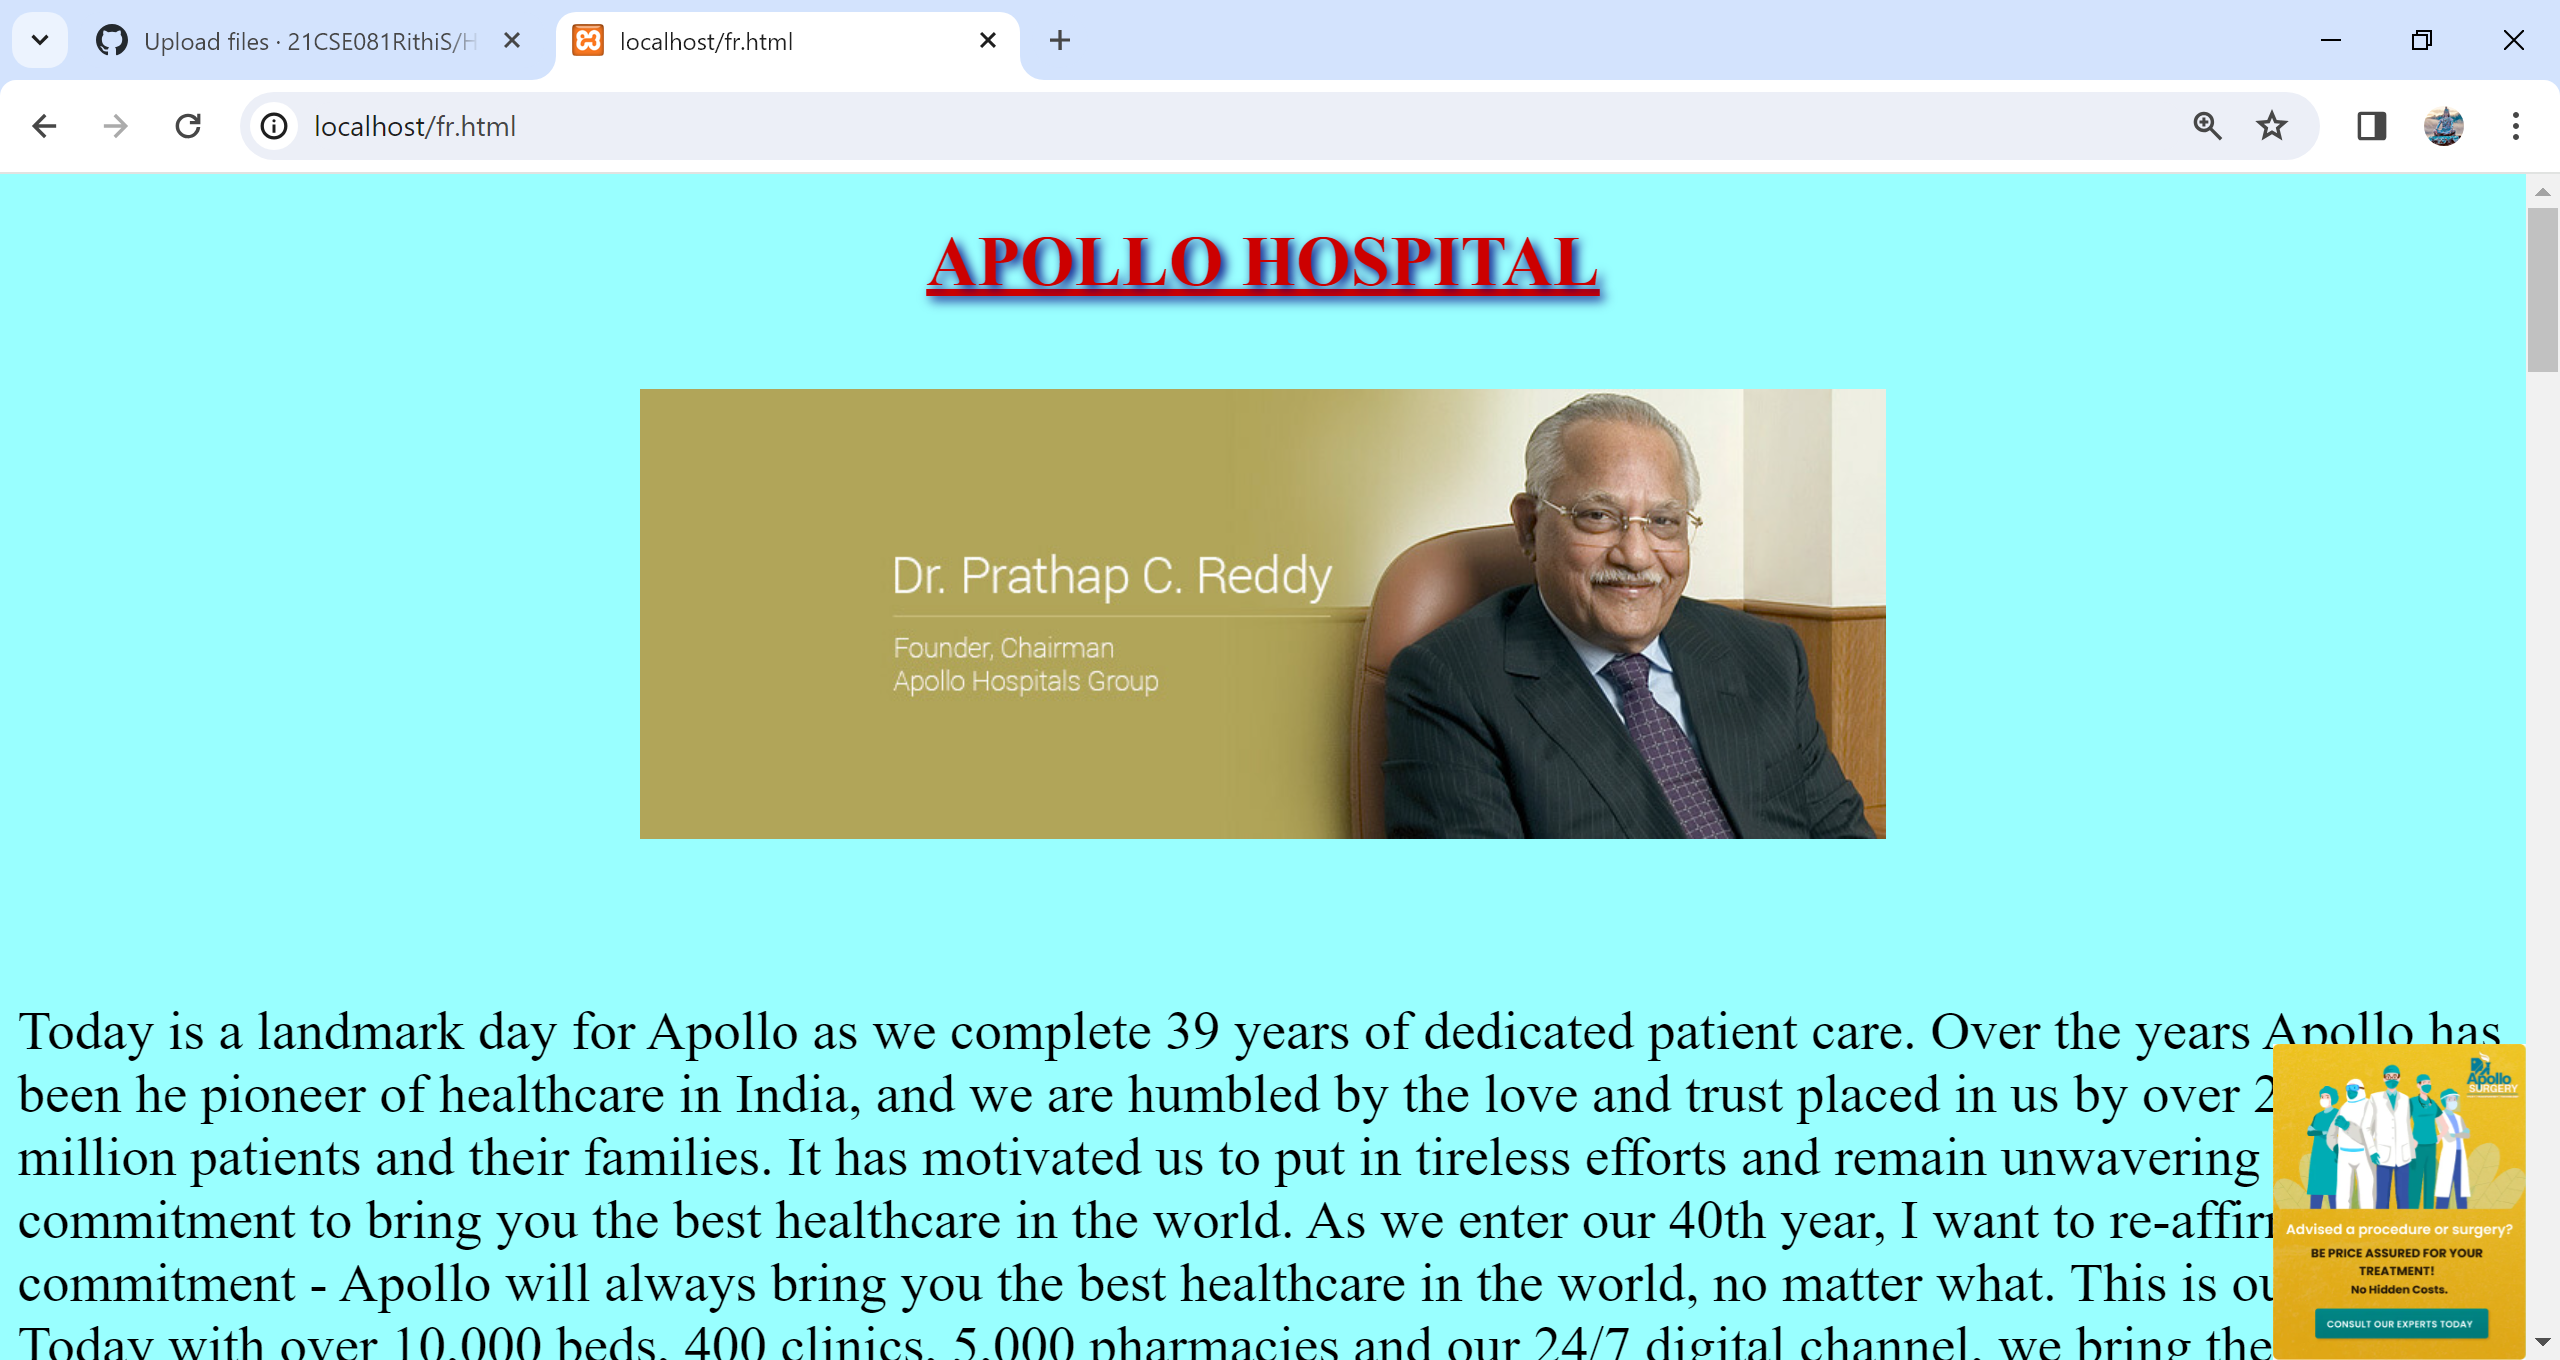 Upload files · 21CSE081RithiS/H
localhost/fr.html
localhost/fr.html
APOLLO HOSPITAL
Dr. Prathap C. Reddy
Founder, Chairman
Apollo Hospitals Group
Today is a landmark day for Apollo as we complete 39 years of dedicated patient care. Over the years Apollo has
been he pioneer of healthcare in India, and we are humbled by the love and trust placed in us by over 2
million patients and their families. It has motivated us to put in tireless efforts and remain unwavering
commitment to bring you the best healthcare in the world. As we enter our 40th year, I want to re-affir
commitment - Apollo will always bring you the best healthcare in the world, no matter what. This is ou
Today with over 10,000 beds, 400 clinics, 5,000 pharmacies and our 24/7 digital channel, we bring the
Apollo
SURGERY
Advised a procedure or surgery?
BE PRICE ASSURED FOR YOUR
TREATMENT!
No Hidden Costs.
CONSULT OUR EXPERTS TODAY